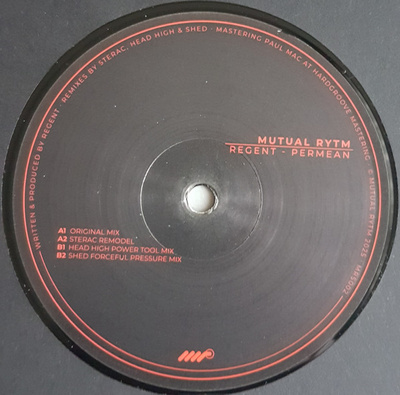 WRITTEN & PRODUCED BY REGENT · REMIXES BY STERAC, HEAD HIGH & SHED · MASTERING PAUL MAC AT HARDGROOVE MASTERING · © MUTUAL RYTM 2025
MUTUAL RYTM
REGENT - PERMEAN
A1 ORIGINAL MIX
A2 STERAC REMODEL
B1 HEAD HIGH POWER TOOL MIX
B2 SHED FORCEFUL PRESSURE MIX